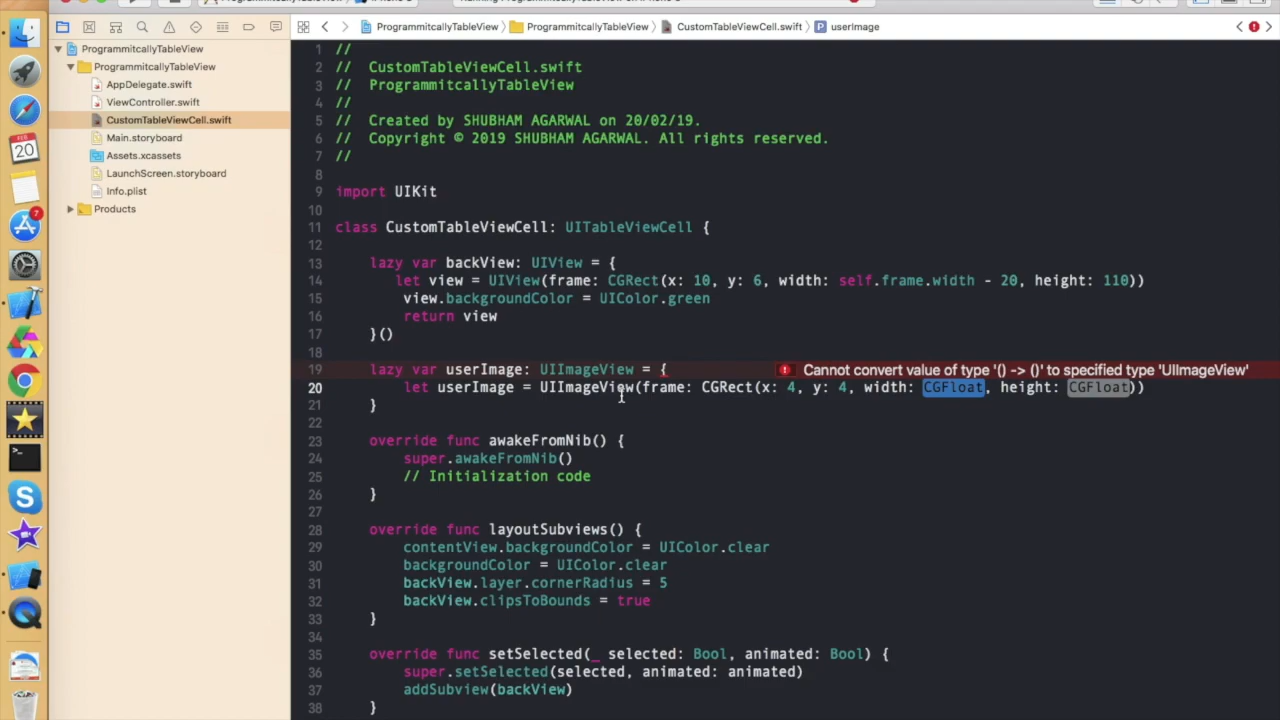 ProgrammitcallyTableView
ProgrammitcallyTableView
CustomTableViewCell.swift
userImage
ProgrammitcallyTableView
ProgrammitcallyTableView
AppDelegate.swift
ViewController.swift
CustomTableViewCell.swift
Main.storyboard
Assets.xcassets
LaunchScreen.storyboard
Info.plist
Products
FEB
20
7
1 //
2 // CustomTableViewCell.swift
3 // ProgrammitcallyTableView
4 //
5 // Created by SHUBHAM AGARWAL on 20/02/19.
6 // Copyright © 2019 SHUBHAM AGARWAL. All rights reserved.
7 //
8
9 import UIKit
10
11 class CustomTableViewCell: UITableViewCell {
12
13 lazy var backView: UIView = {
14 let view = UIView(frame: CGRect(x: 10, y: 6, width: self.frame.width - 20, height: 110))
15 view.backgroundColor = UIColor.green
16 return view
17 }()
18
19 lazy var userImage: UIImageView = { Cannot convert value of type '() -> ()' to specified type 'UIImageView'
20 let userImage = UIImageView(frame: CGRect(x: 4, y: 4, width: CGFloat, height: CGFloat))
21 }
22
23 override func awakeFromNib() {
24 super.awakeFromNib()
25 // Initialization code
26 }
27
28 override func layoutSubviews() {
29 contentView.backgroundColor = UIColor.clear
30 backgroundColor = UIColor.clear
31 backView.layer.cornerRadius = 5
32 backView.clipsToBounds = true
33 }
34
35 override func setSelected(_ selected: Bool, animated: Bool) {
36 super.setSelected(selected, animated: animated)
37 addSubview(backView)
38 }